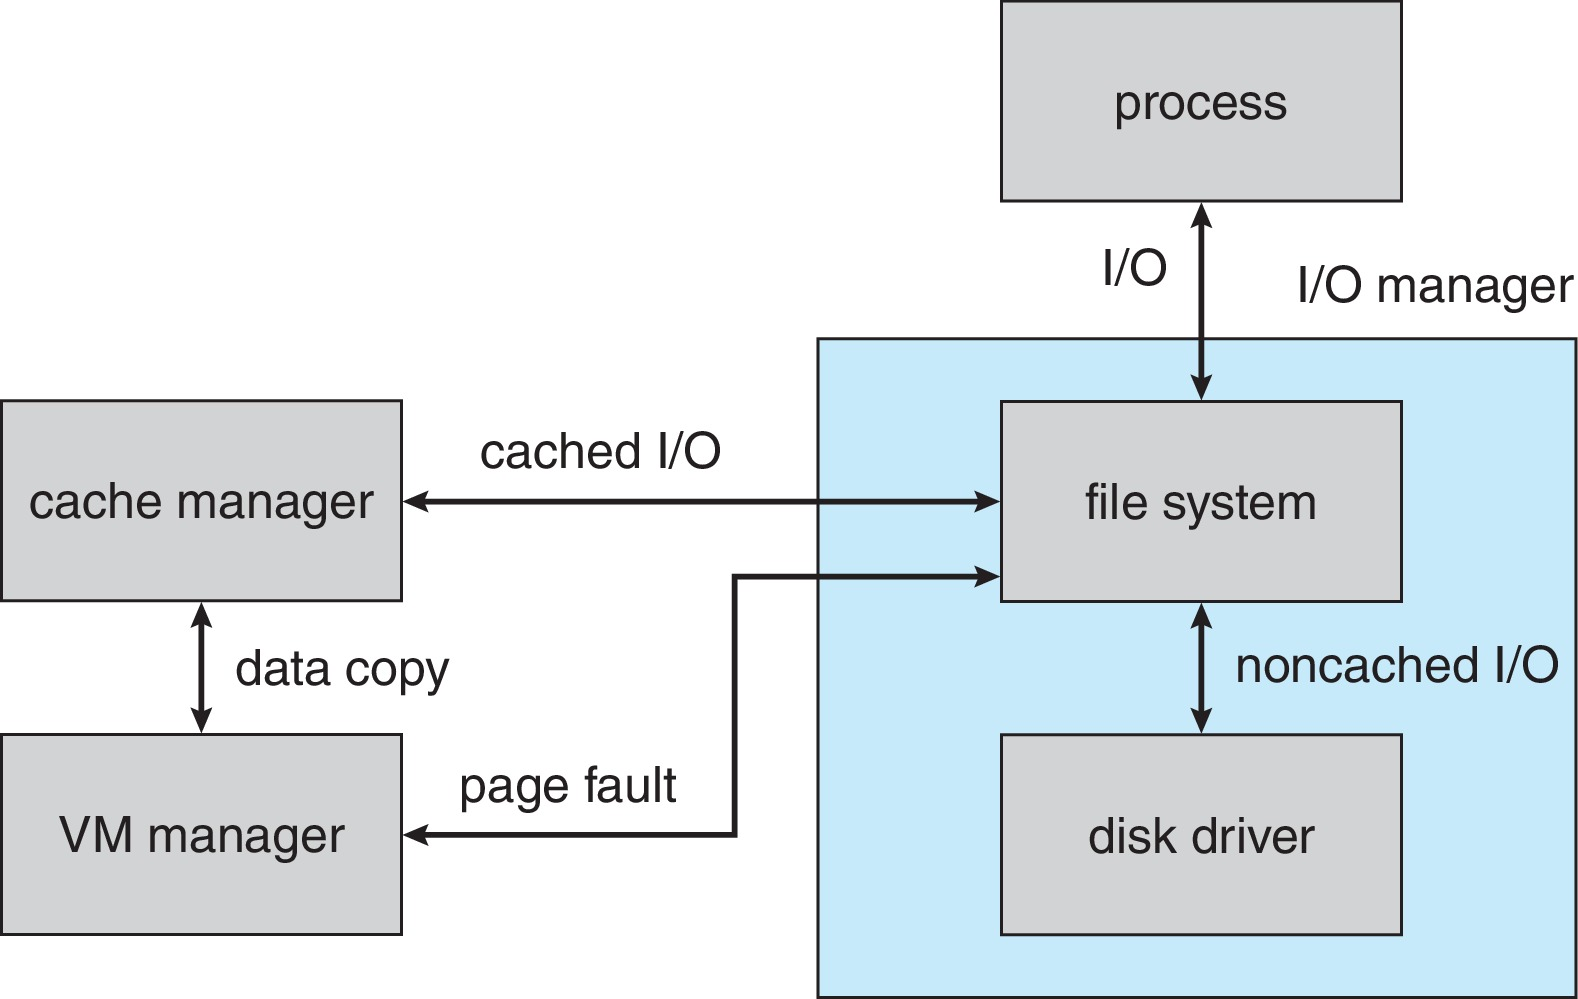 process
I/O
I/O manager
cached I/O
cache manager
file system
data copy
noncached I/O
page fault
VM manager
disk driver